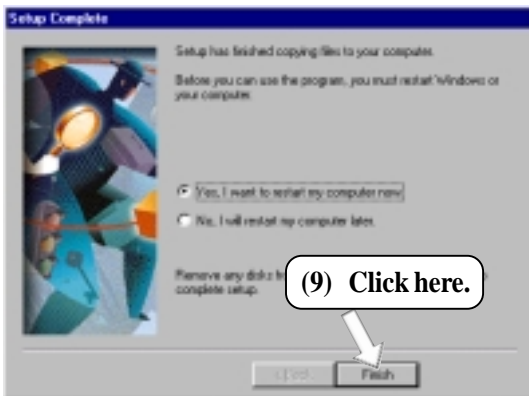 Setup Complete
Setup has finished copying files to your computer.
Before you can use the program, you must restart Windows or
your computer.
Yes, I want to restart my computer now.
No, I will restart my computer later.
Remove any disks
complete setup.
(9) Click here.
< Back
Finish